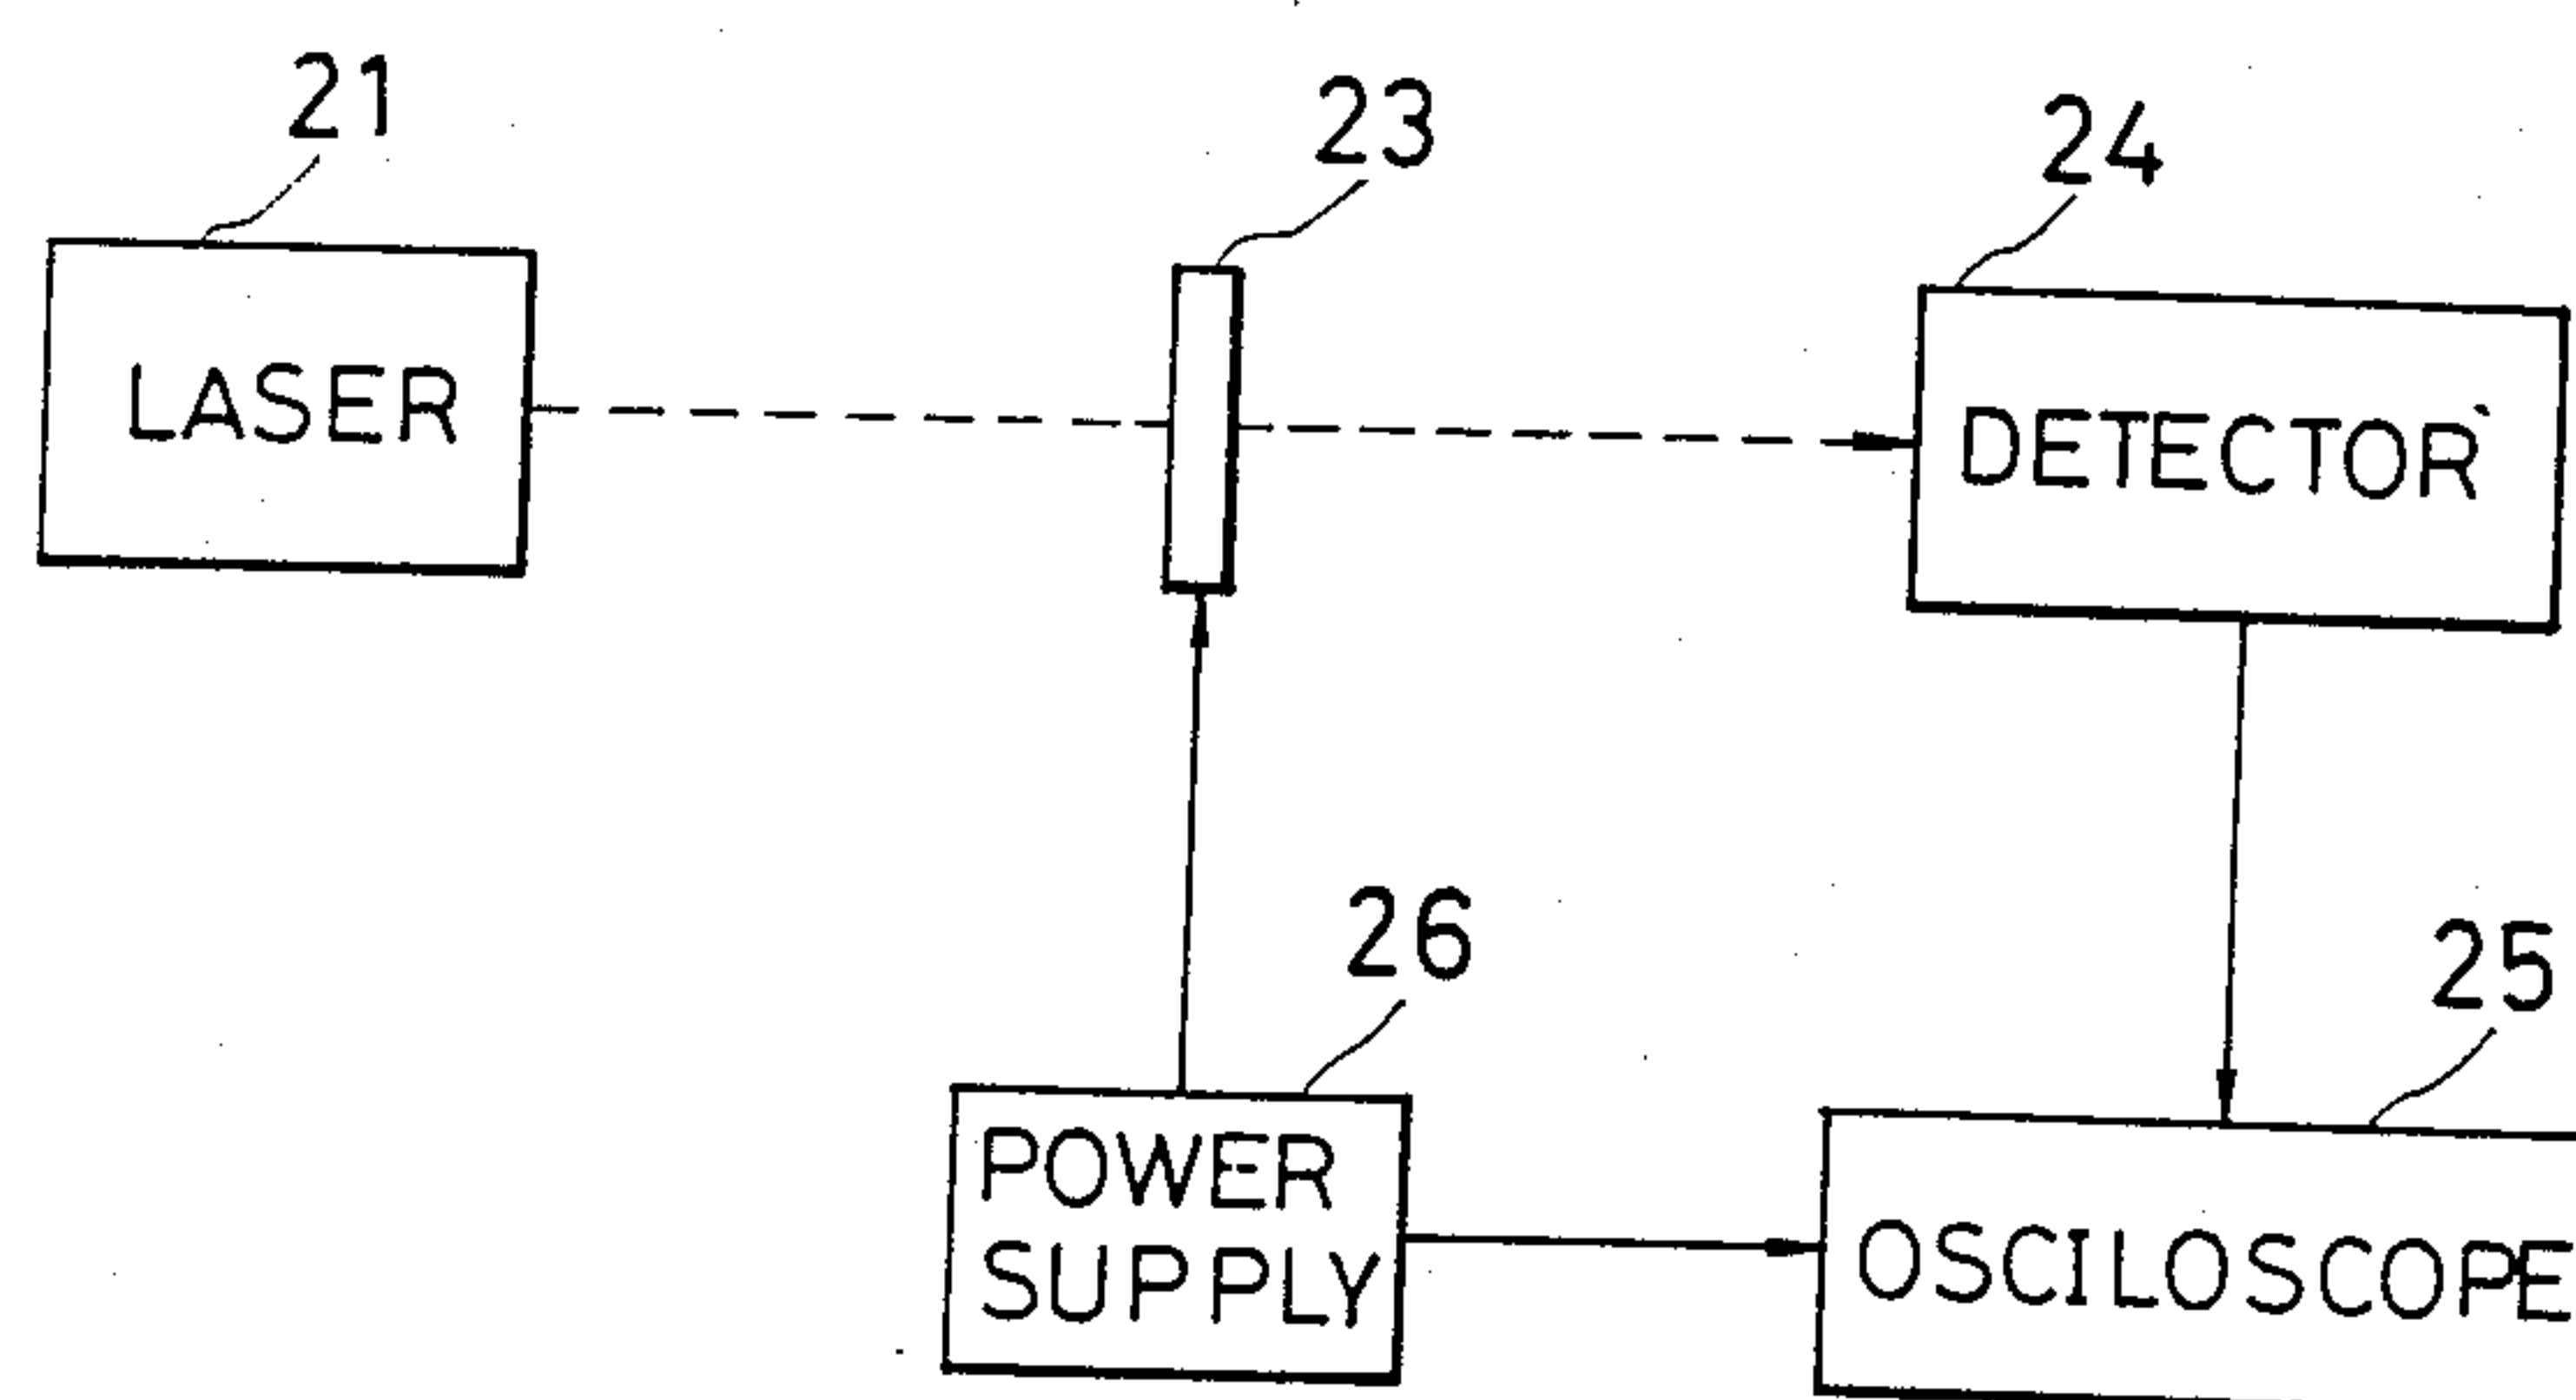 21
23
24
LASER
DETECTOR
26
25
POWER
SUPPLY
OSCILOSCOPE